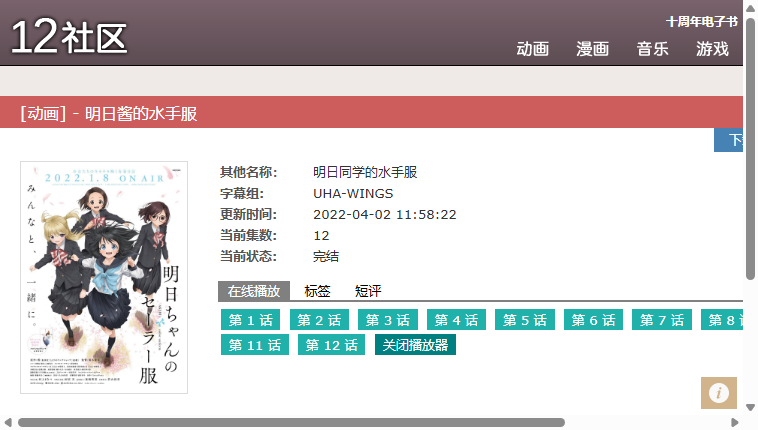 12社区
十周年电子书
动画 漫画 音乐 游戏
[动画] - 明日酱的水手服
2022.1.8 ON AIR
みんなと、一緒に。
明日ちゃんのセーラー服
其他名称: 明日同学的水手服
字幕组: UHA-WINGS
更新时间: 2022-04-02 11:58:22
当前集数: 12
当前状态: 完结
在线播放 标签 短评
第 1 话 第 2 话 第 3 话 第 4 话 第 5 话 第 6 话 第 7 话 第 8
第 11 话 第 12 话 关闭播放器